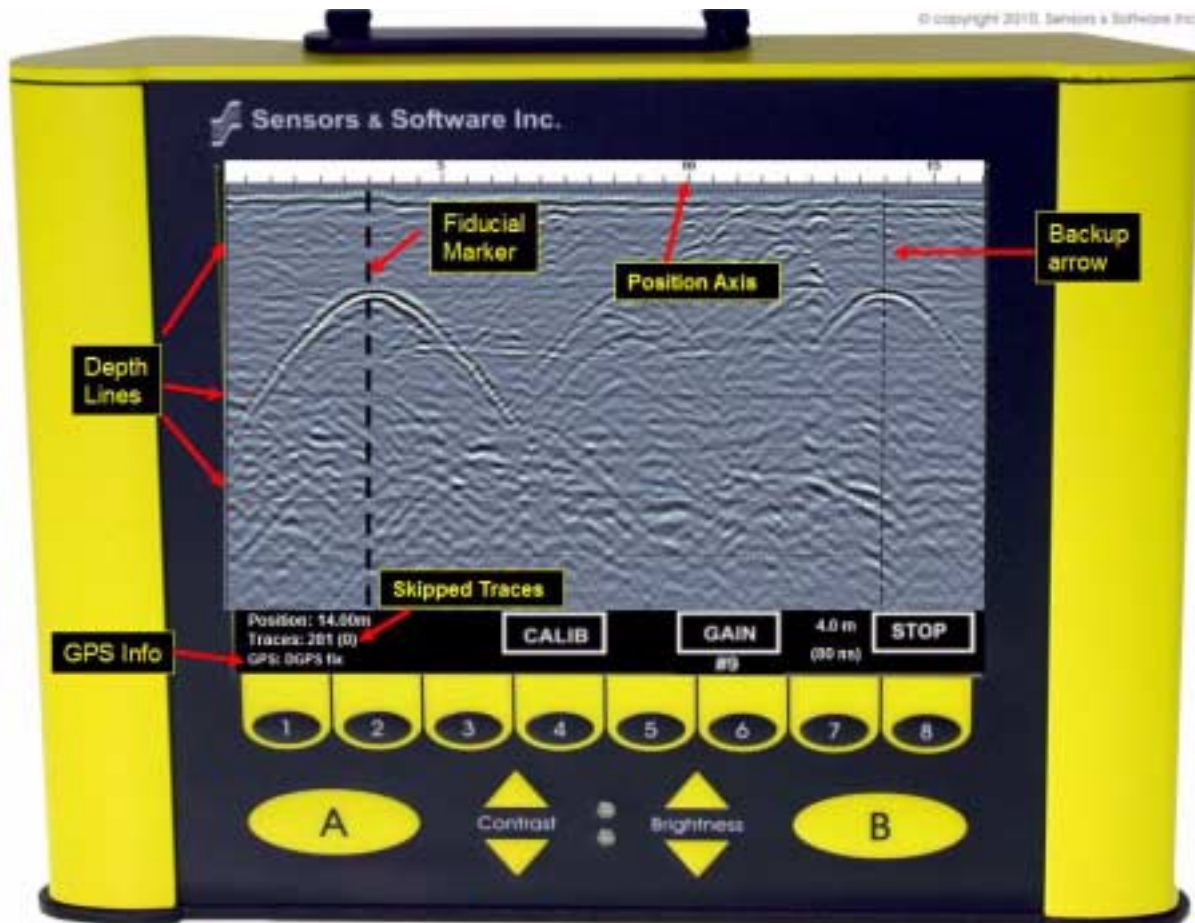 © copyright 2010, Sensors & Software Inc.
Sensors & Software Inc.
5
10
15
Fiducial
Marker
Position Axis
Backup
arrow
Depth
Lines
Skipped Traces
GPS Info
Position: 14.00m
Traces: 281 (0)
GPS: DGPS fix
CALIB
GAIN
#9
4.0 m
(80 ns)
STOP
1
2
3
4
5
6
7
8
A
Contrast
Brightness
B